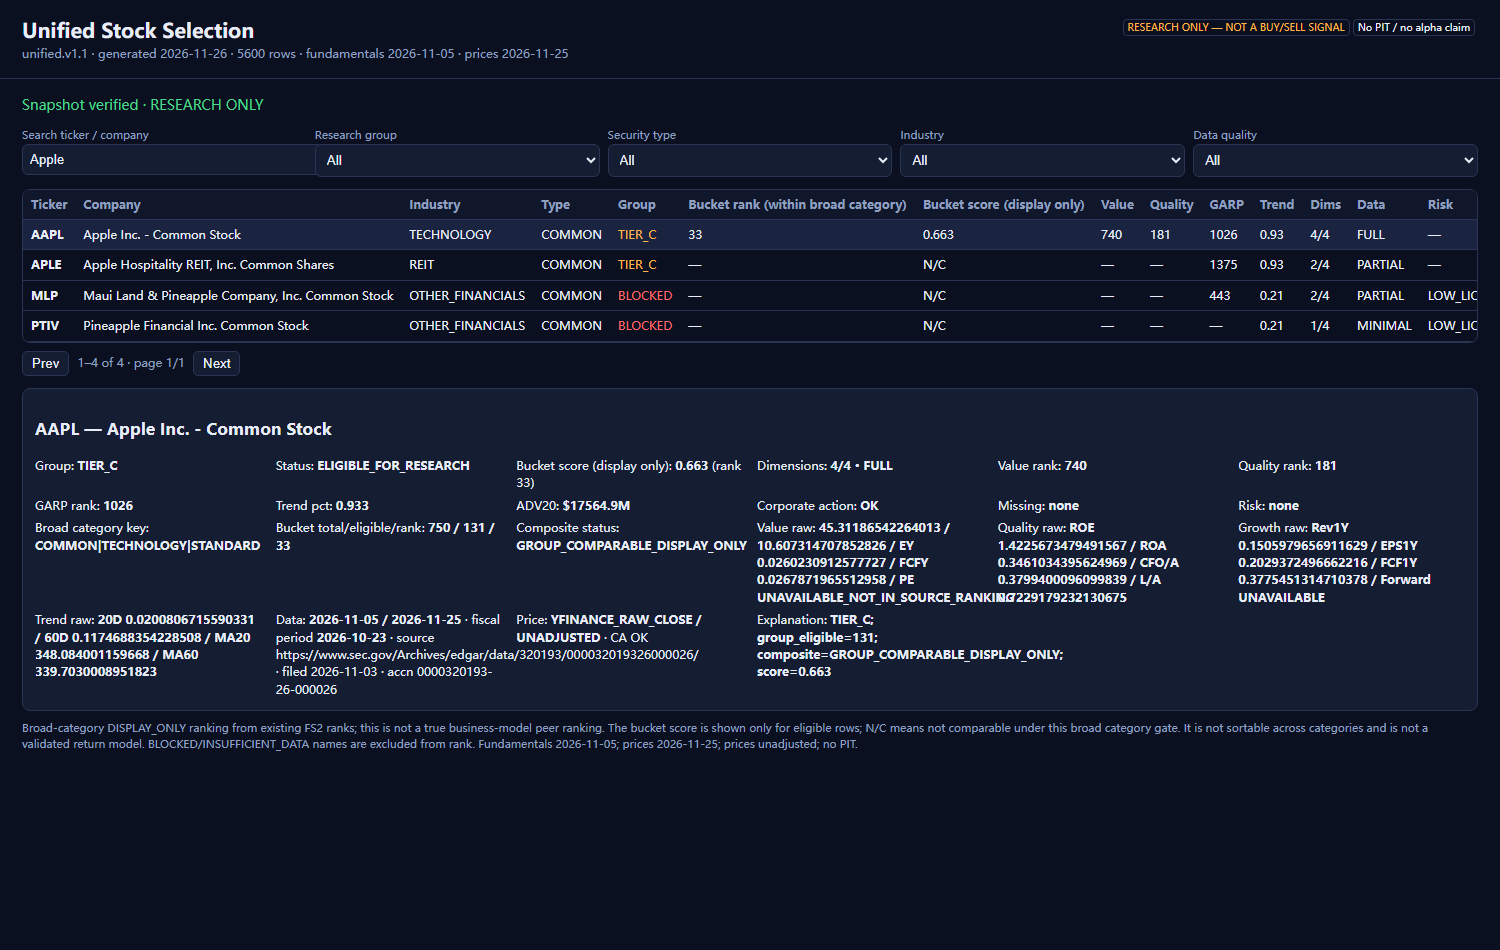 Unified Stock Selection
unified.v1.1 · generated 2026-11-26 · 5600 rows · fundamentals 2026-11-05 · prices 2026-11-25
RESEARCH ONLY — NOT A BUY/SELL SIGNAL
No PIT / no alpha claim
Snapshot verified · RESEARCH ONLY
Search ticker / company
Research group
Security type
Industry
Data quality
Apple
All
All
All
All
Ticker Company Industry Type Group Bucket rank (within broad category) Bucket score (display only) Value Quality GARP Trend Dims Data Risk
AAPL Apple Inc. - Common Stock TECHNOLOGY COMMON TIER_C 33 0.663 740 181 1026 0.93 4/4 FULL —
APLE Apple Hospitality REIT, Inc. Common Shares REIT COMMON TIER_C — N/C — — 1375 0.93 2/4 PARTIAL —
MLP Maui Land & Pineapple Company, Inc. Common Stock OTHER_FINANCIALS COMMON BLOCKED — N/C — — 443 0.21 2/4 PARTIAL LOW_LIC
PTIV Pineapple Financial Inc. Common Stock OTHER_FINANCIALS COMMON BLOCKED — N/C — — — 0.21 1/4 MINIMAL LOW_LIC
Prev 1–4 of 4 · page 1/1 Next
AAPL — Apple Inc. - Common Stock
Group: TIER_C
Status: ELIGIBLE_FOR_RESEARCH
Bucket score (display only): 0.663 (rank
33)
Dimensions: 4/4 • FULL
Value rank: 740
Quality rank: 181
GARP rank: 1026
Trend pct: 0.933
ADV20: $17564.9M
Corporate action: OK
Missing: none
Risk: none
Broad category key:
COMMON|TECHNOLOGY|STANDARD
Bucket total/eligible/rank: 750 / 131 /
33
Composite status:
GROUP_COMPARABLE_DISPLAY_ONLY
Value raw: 45.31186542264013 /
10.607314707852826 / EY
0.0260230912577727 / FCFY
0.0267871965512958 / PE
UNAVAILABLE_NOT_IN_SOURCE_RANKING
Quality raw: ROE
1.4225673479491567 / ROA
0.3461034395624969 / CFO/A
0.3799400096099839 / L/A
7229179232130675
Growth raw: Rev1Y
0.1505979656911629 / EPS1Y
0.2029372496662216 / FCF1Y
0.3775451314710378 / Forward
UNAVAILABLE
Trend raw: 20D 0.0200806715590331
/ 60D 0.1174688354228508 / MA20
348.084001159668 / MA60
339.7030008951823
Data: 2026-11-05 / 2026-11-25 · fiscal
period 2026-10-23 · source
https://www.sec.gov/Archives/edgar/data/320193/000032019326000026/
· filed 2026-11-03 · accn 0000320193-
26-000026
Price: YFINANCE_RAW_CLOSE /
UNADJUSTED · CA OK
Explanation: TIER_C;
group_eligible=131;
composite=GROUP_COMPARABLE_DISPLAY_ONLY;
score=0.663
Broad-category DISPLAY_ONLY ranking from existing FS2 ranks; this is not a true business-model peer ranking. The bucket score is shown only for eligible rows; N/C means not comparable under this broad category gate. It is not sortable across categories and is not a
validated return model. BLOCKED/INSUFFICIENT_DATA names are excluded from rank. Fundamentals 2026-11-05; prices 2026-11-25; prices unadjusted; no PIT.